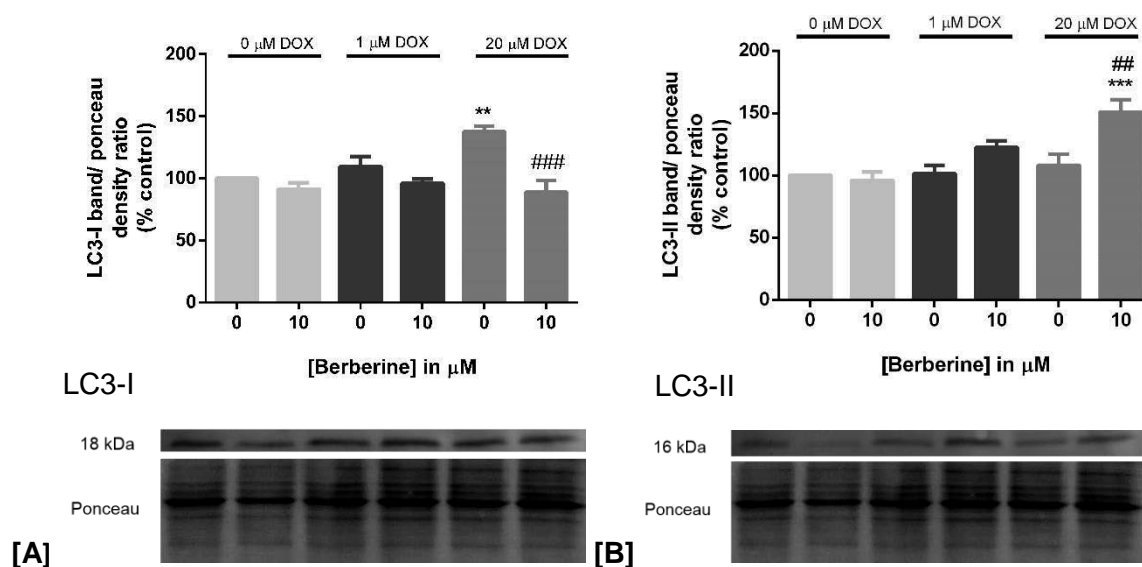 0 µM DOX
1 µM DOX
20 µM DOX
LC3-I band/ ponceau
density ratio
(% control)
200
150
100
50
0
**
###
0
10
0
10
0
10
[Berberine] in µM
LC3-I
18 kDa
Ponceau
[A]
0 µM DOX
1 µM DOX
20 µM DOX
LC3-II band/ ponceau
density ratio
(% control)
200
150
100
50
0
##
***
0
10
0
10
0
10
[Berberine] in µM
LC3-II
16 kDa
Ponceau
[B]